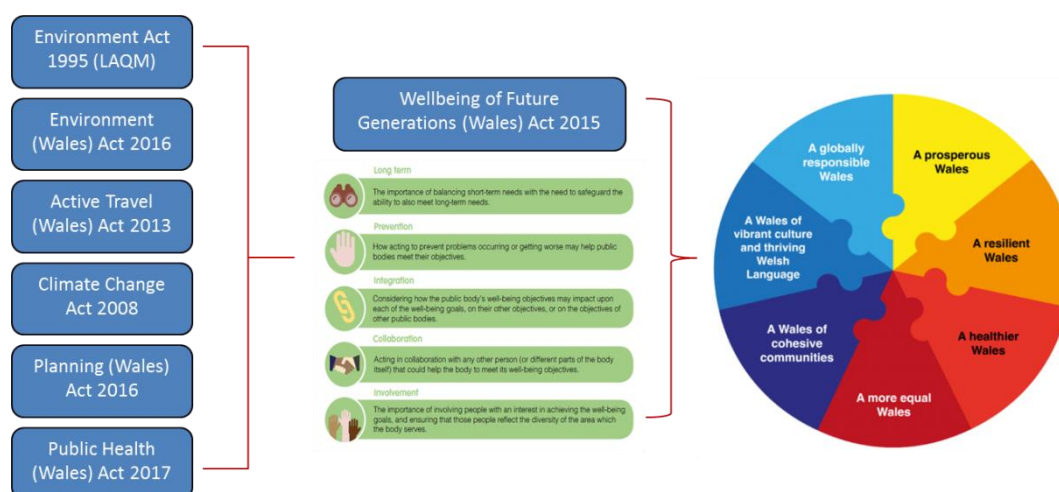 Environment Act
1995 (LAQM)
Environment
(Wales) Act 2016
Active Travel
(Wales) Act 2013
Climate Change
Act 2008
Planning (Wales)
Act 2016
Public Health
(Wales) Act 2017
Wellbeing of Future
Generations (Wales) Act 2015
Long term
The importance of balancing short-term needs with the need to safeguard the
ability to also meet long-term needs.
Prevention
How acting to prevent problems occurring or getting worse may help public
bodies meet their objectives.
Integration
Considering how the public body's well-being objectives may impact upon
each of the well-being goals, on their other objectives, or on the objectives of
other public bodies.
Collaboration
Acting in collaboration with any other person (or different parts of the body
itself) that could help the body to meet its well-being objectives.
Involvement
The importance of involving people with an interest in achieving the well-being
goals, and ensuring that those people reflect the diversity of the area which
the body serves.
A globally
responsible
Wales
A prosperous
Wales
A resilient
Wales
A healthier
Wales
A more equal
Wales
A Wales of
cohesive
communities
A Wales of
vibrant culture
and thriving
Welsh
Language